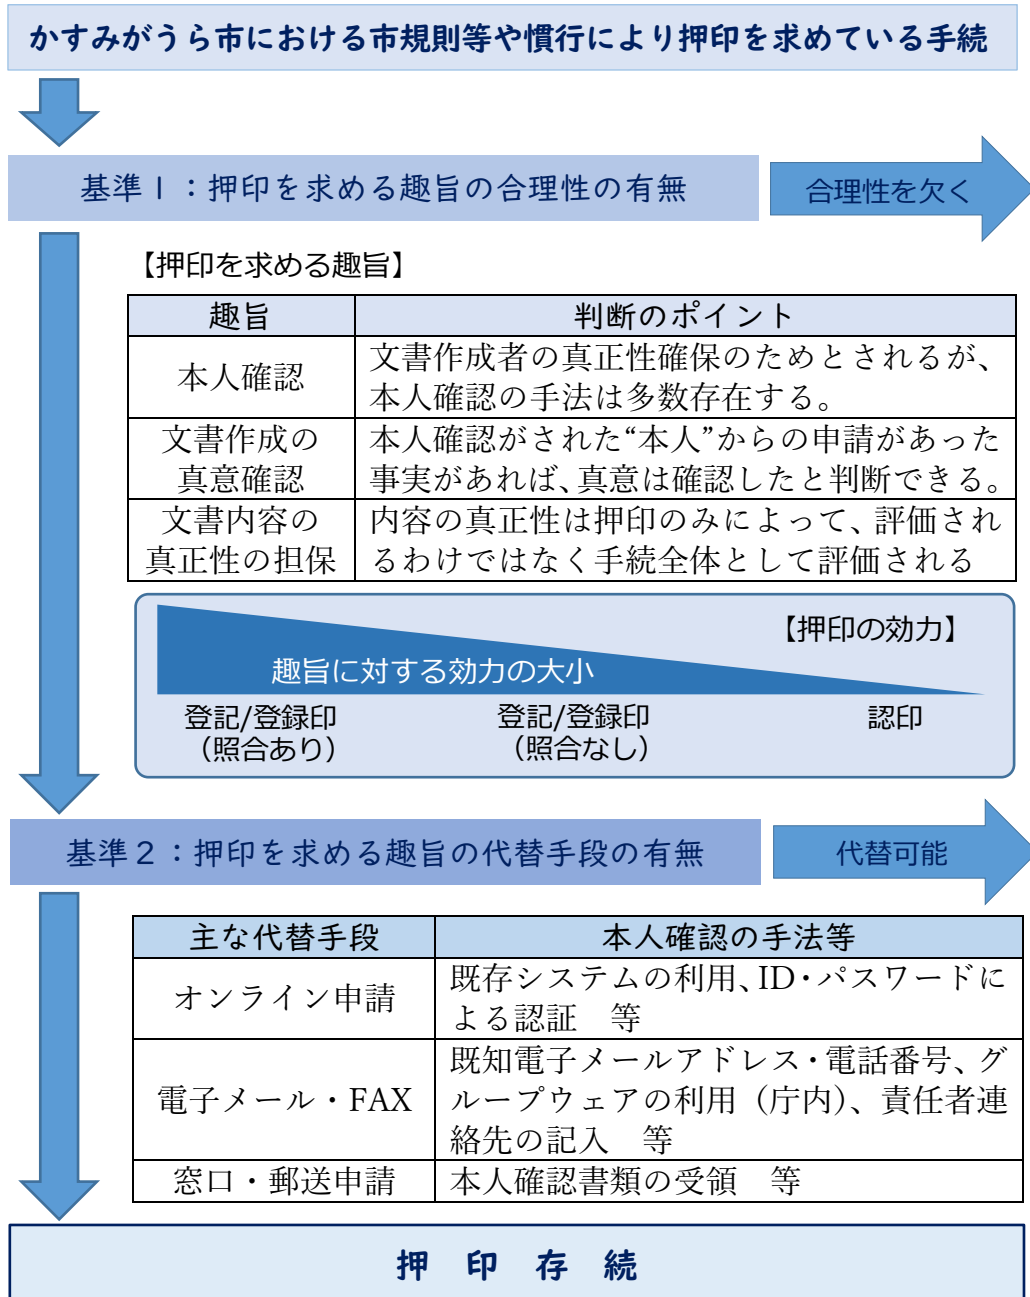 かすみがうら市における市規則等や慣行により押印を求めている手続
基準１：押印を求める趣旨の合理性の有無
合理性を欠く
【押印を求める趣旨】
趣旨
判断のポイント
本人確認
文書作成者の真正性確保のためとされるが、
本人確認の手法は多数存在する。
文書作成の
真意確認
本人確認がされた“本人”からの申請があった
事実があれば、真意は確認したと判断できる。
文書内容の
真正性の担保
内容の真正性は押印のみによって、評価され
るわけではなく手続全体として評価される
【押印の効力】
趣旨に対する効力の大小
登記/登録印
（照合あり）
登記/登録印
（照合なし）
認印
基準２：押印を求める趣旨の代替手段の有無
代替可能
主な代替手段
本人確認の手法等
オンライン申請
既存システムの利用、ID・パスワードに
よる認証　等
電子メール・FAX
既知電子メールアドレス・電話番号、グ
ループウェアの利用（庁内）、責任者連
絡先の記入　等
窓口・郵送申請
本人確認書類の受領　等
押　印　存　続